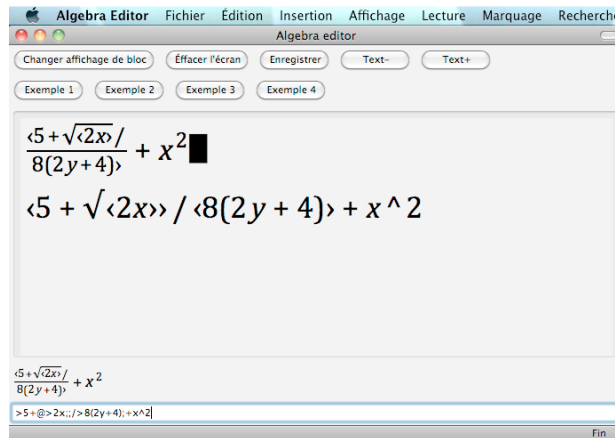 Algebra Editor Fichier Édition Insertion Affichage Lecture Marquage Recherch
Algebra editor
Changer affichage de bloc Éffacer l'écran Enregistrer Text- Text+
Exemple 1 Exemple 2 Exemple 3 Exemple 4
‹5+√‹2x›/
8(2y+4)› + x²
‹5 + √‹2x›› / ‹8(2y + 4)› + x ^ 2
‹5+√‹2x›/
8(2y+4)› + x²
>5+@>2x;;/>8(2y+4);+x^2
Fin